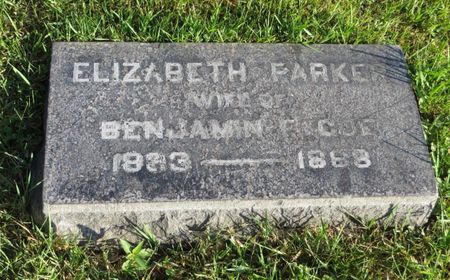 ELIZABETH PARKER
WIFE OF
BENJAMIN F. GUE
1833 — 1888